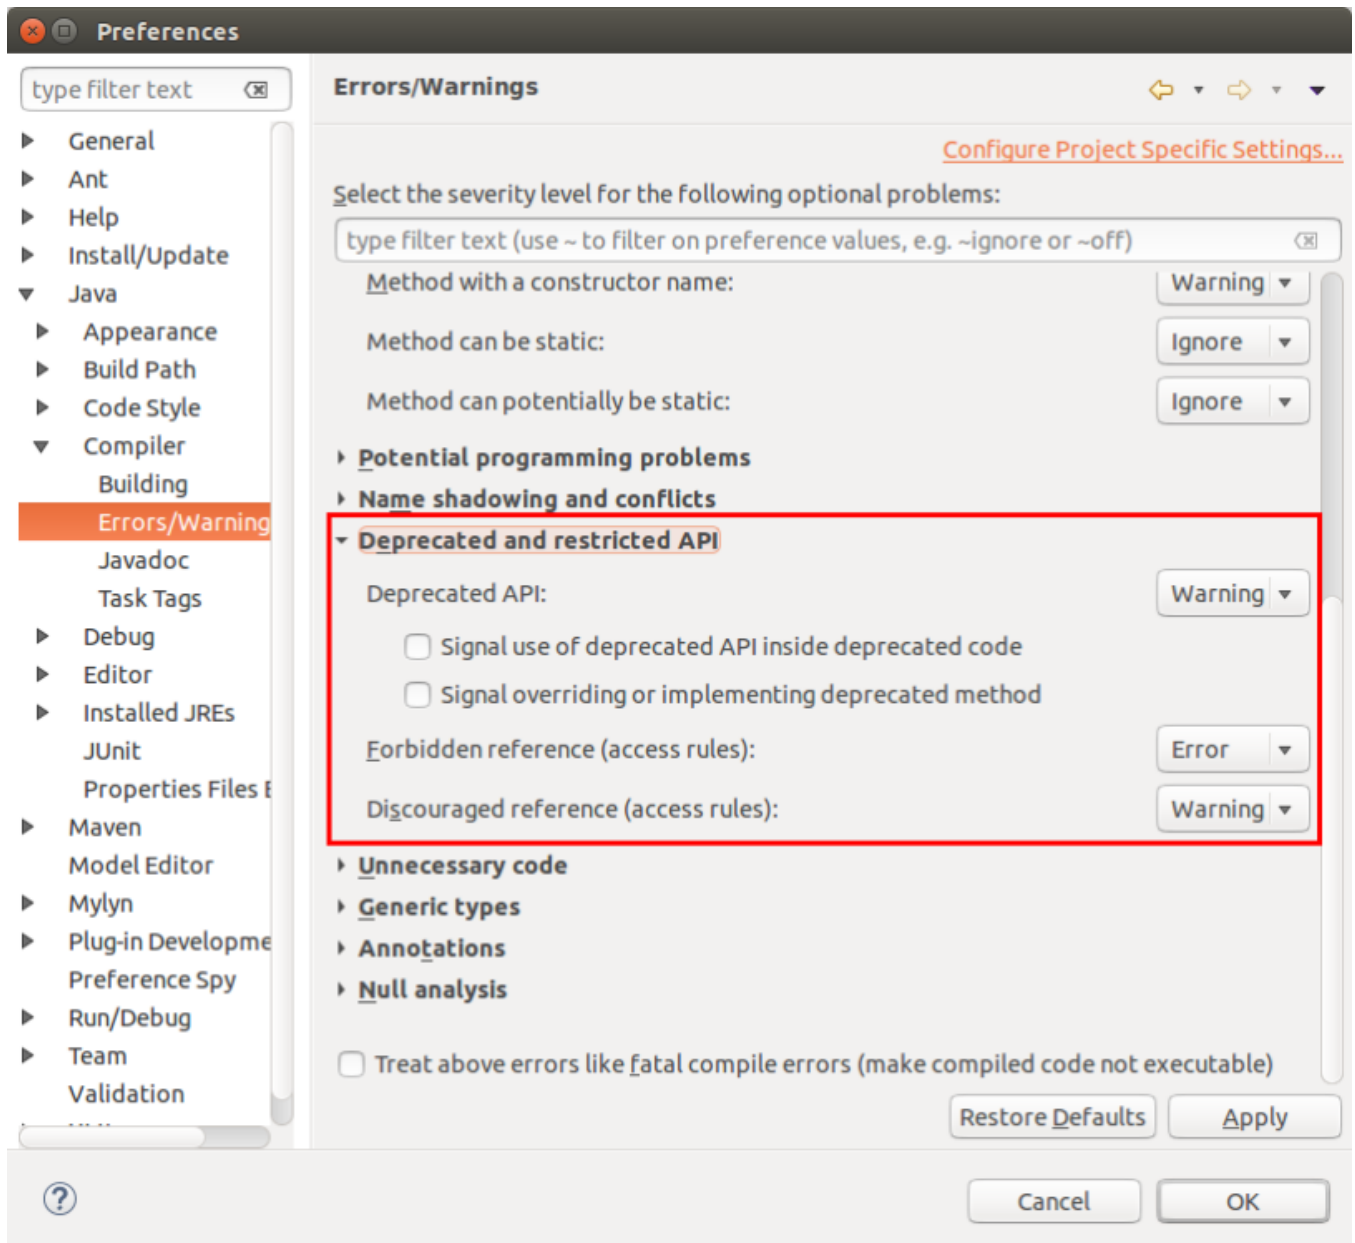 Preferences
type filter text
General
Ant
Help
Install/Update
Java
Appearance
Build Path
Code Style
Compiler
Building
Errors/Warning
Javadoc
Task Tags
Debug
Editor
Installed JREs
JUnit
Properties Files E
Maven
Model Editor
Mylyn
Plug-in Developme
Preference Spy
Run/Debug
Team
Validation
Errors/Warnings
Configure Project Specific Settings...
Select the severity level for the following optional problems:
type filter text (use ~ to filter on preference values, e.g. ~ignore or ~off)
Method with a constructor name: Warning
Method can be static: Ignore
Method can potentially be static: Ignore
Potential programming problems
Name shadowing and conflicts
Deprecated and restricted API
Deprecated API: Warning
Signal use of deprecated API inside deprecated code
Signal overriding or implementing deprecated method
Forbidden reference (access rules): Error
Discouraged reference (access rules): Warning
Unnecessary code
Generic types
Annotations
Null analysis
Treat above errors like fatal compile errors (make compiled code not executable)
Restore Defaults Apply
? Cancel OK